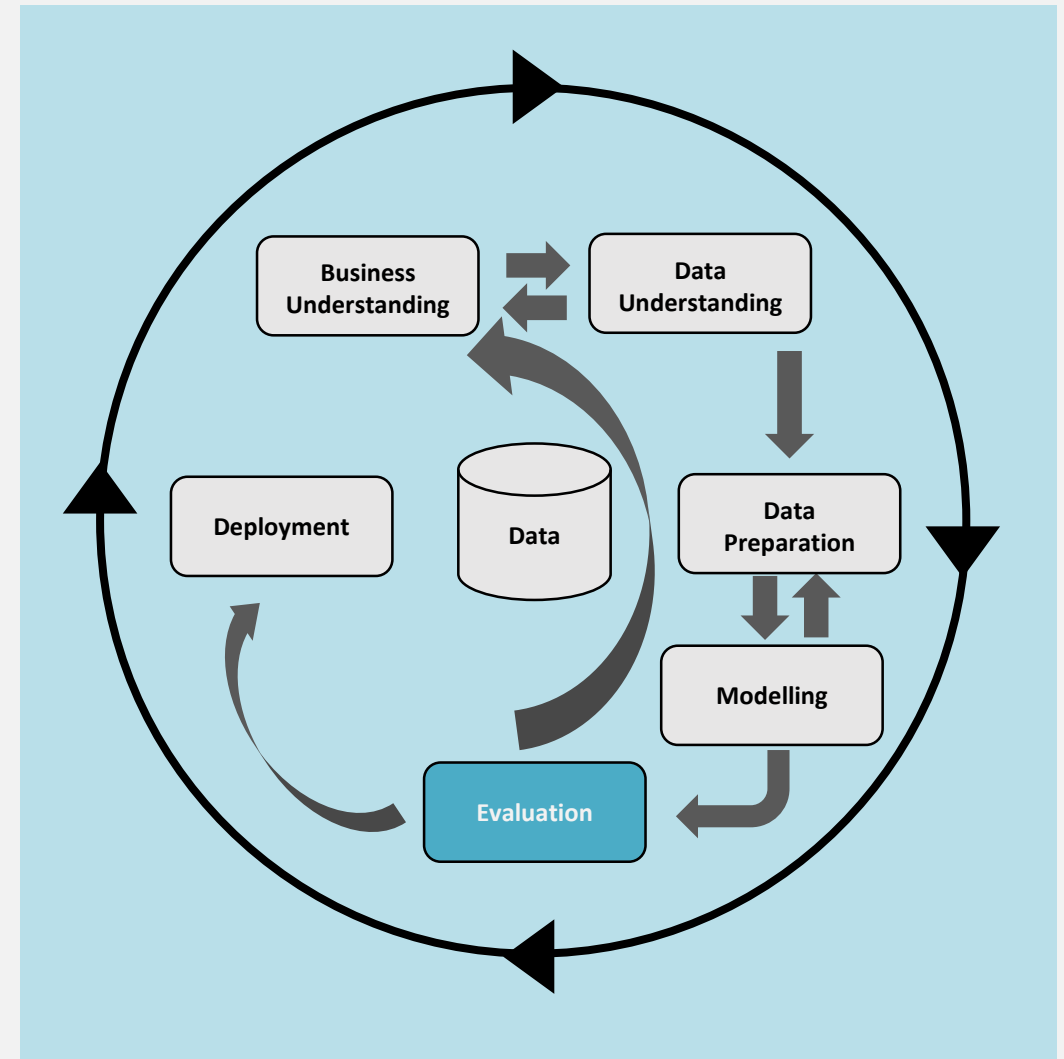 Business
Understanding
Data
Understanding
Deployment
Data
Data
Preparation
Modelling
Evaluation